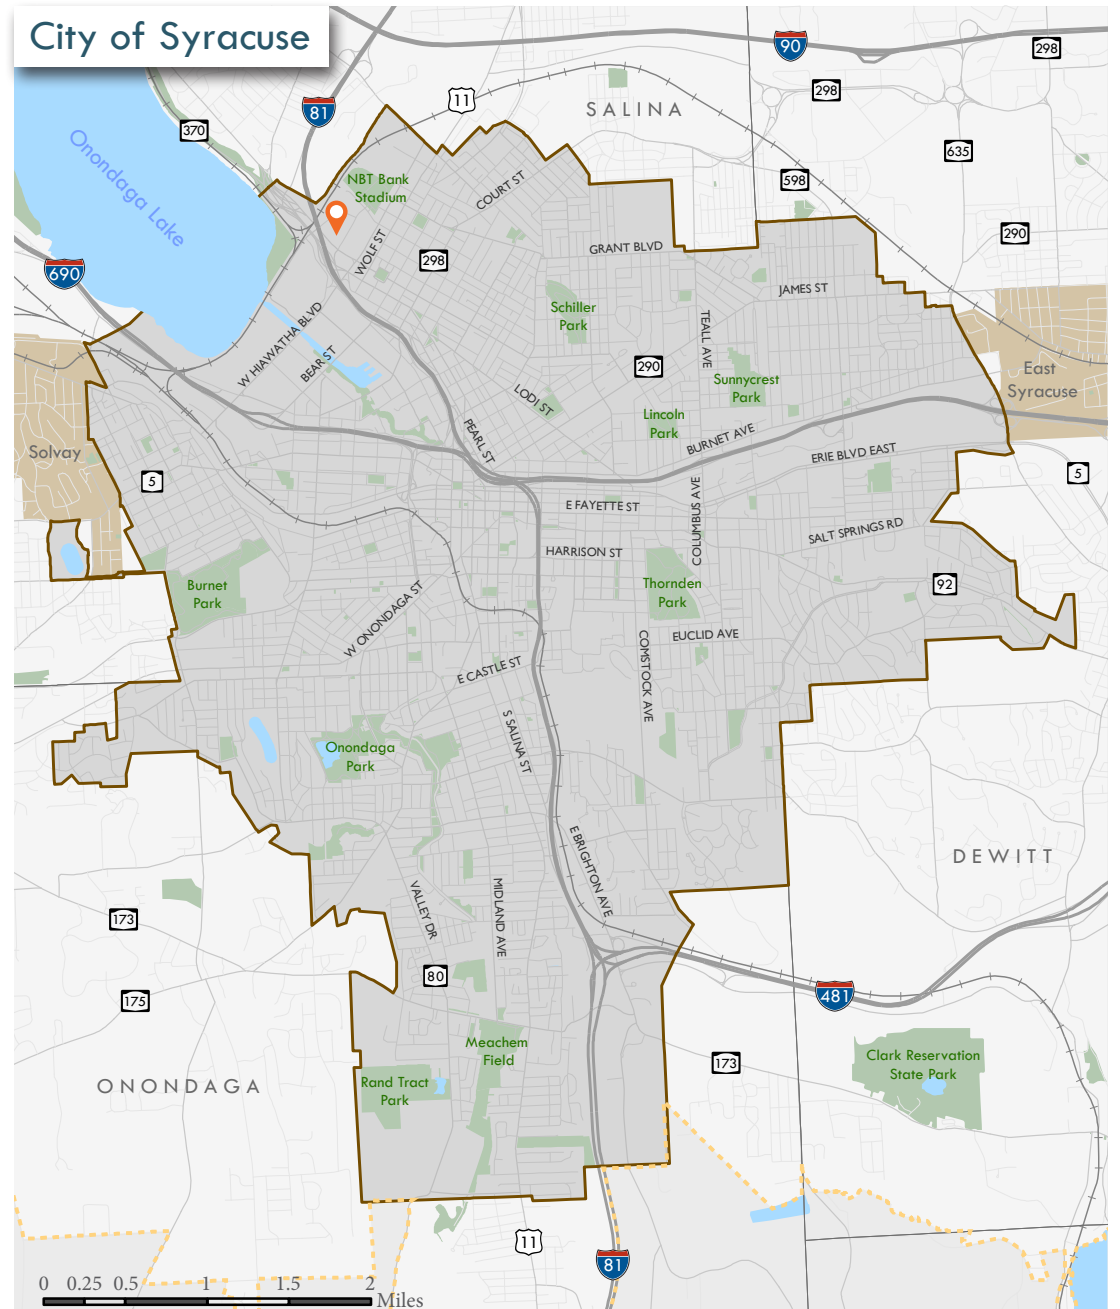 City of Syracuse
90
298
11
298
81
SALINA
370
635
Onondaga Lake
NBT Bank
Stadium
COURT ST
598
290
WOLF ST
298
GRANT BLVD
690
JAMES ST
Schiller
Park
W HIAWATHA BLVD
TEALL AVE
BEAR ST
290
East
Syracuse
Sunnycrest
Park
LODI ST
Lincoln
Park
PEARL ST
BURNET AVE
Solvay
ERIE BLVD EAST
5
5
E FAYETTE ST
COLUMBUS AVE
SALT SPRINGS RD
HARRISON ST
Burnet
Park
Thornden
Park
92
W ONONDAGA ST
EUCLID AVE
E CASTLE ST
COMSTOCK AVE
S SALINA ST
Onondaga
Park
E BRIGHTON AVE
DEWITT
VALLEY DR
MIDLAND AVE
173
80
175
481
Meachem
Field
Clark Reservation
State Park
173
ONONDAGA
Rand Tract
Park
11
81
0 0.25 0.5 1 1.5 2
Miles